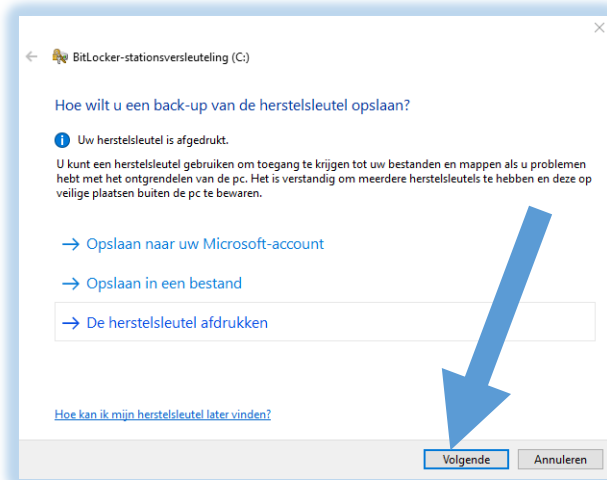 BitLocker-stationsversleuteling (C:)
Hoe wilt u een back-up van de herstelsleutel opslaan?
Uw herstelsleutel is afgedrukt.
U kunt een herstelsleutel gebruiken om toegang te krijgen tot uw bestanden en mappen als u problemen
hebt met het ontgrendelen van de pc. Het is verstandig om meerdere herstelsleutels te hebben en deze op
veilige plaatsen buiten de pc te bewaren.
Opslaan naar uw Microsoft-account
Opslaan in een bestand
De herstelsleutel afdrukken
Hoe kan ik mijn herstelsleutel later vinden?
Volgende Annuleren